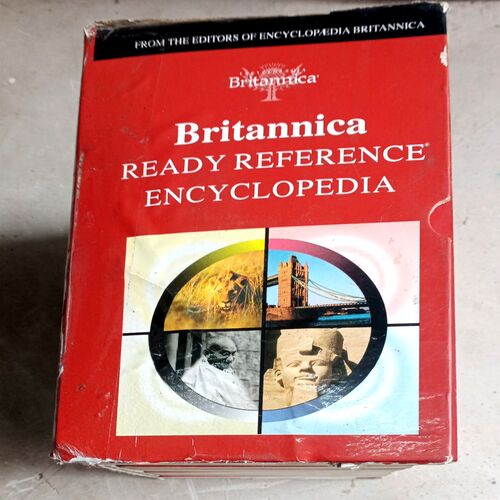 FROM THE EDITORS OF ENCYCLOPÆDIA BRITANNICA
Britannica®
Britannica
READY REFERENCE®
ENCYCLOPEDIA